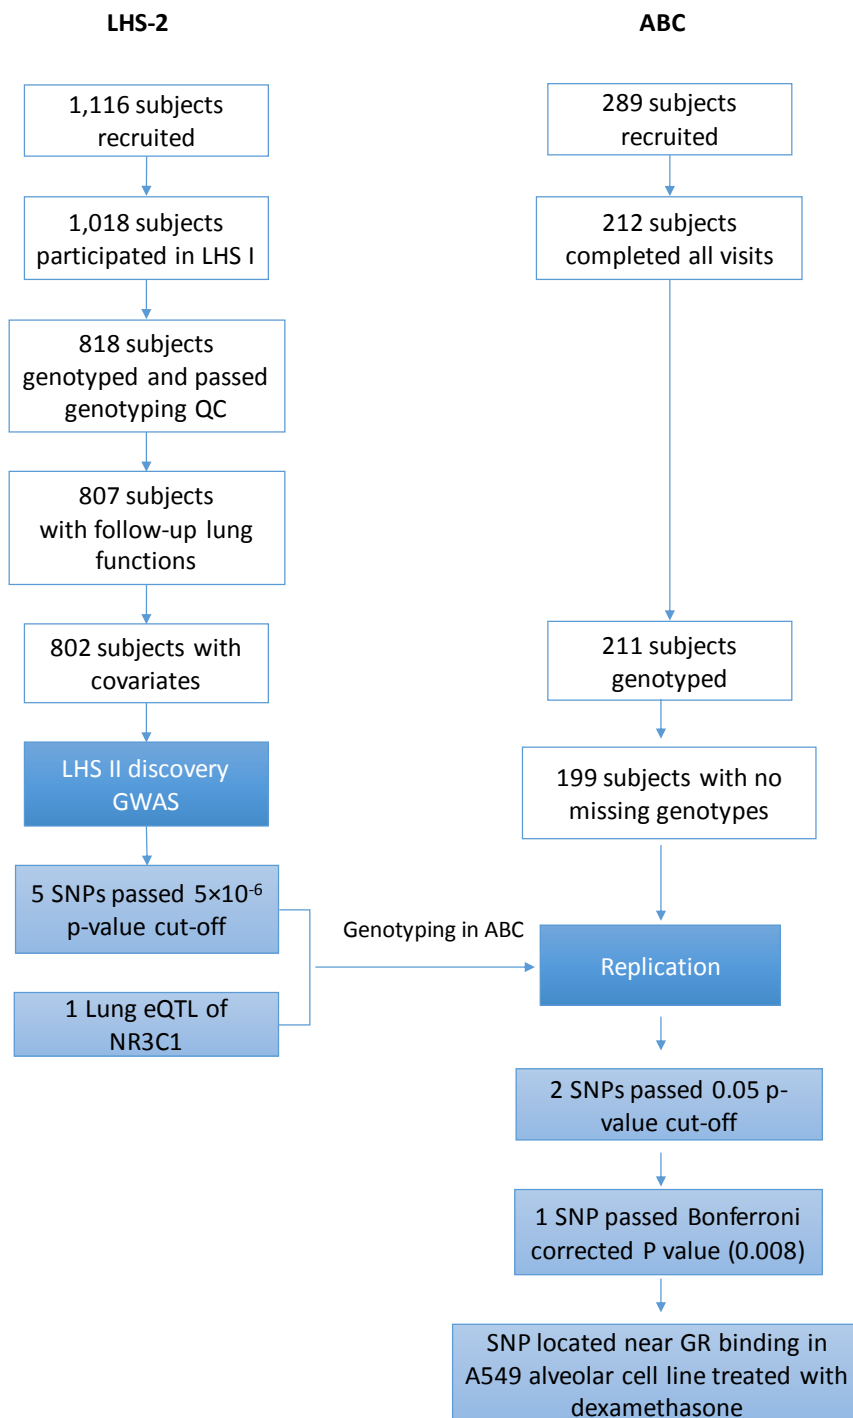 LHS-2
1,116 subjects
recruited
1,018 subjects
participated in LHS I
818 subjects
genotyped and passed
genotyping QC
807 subjects
with follow-up lung
functions
802 subjects with
covariates
LHS II discovery
GWAS
5 SNPs passed 5×10⁻⁶
p-value cut-off
1 Lung eQTL of
NR3C1
Genotyping in ABC
ABC
289 subjects
recruited
212 subjects
completed all visits
211 subjects
genotyped
199 subjects with no
missing genotypes
Replication
2 SNPs passed 0.05 p-
value cut-off
1 SNP passed Bonferroni
corrected P value (0.008)
SNP located near GR binding in
A549 alveolar cell line treated with
dexamethasone